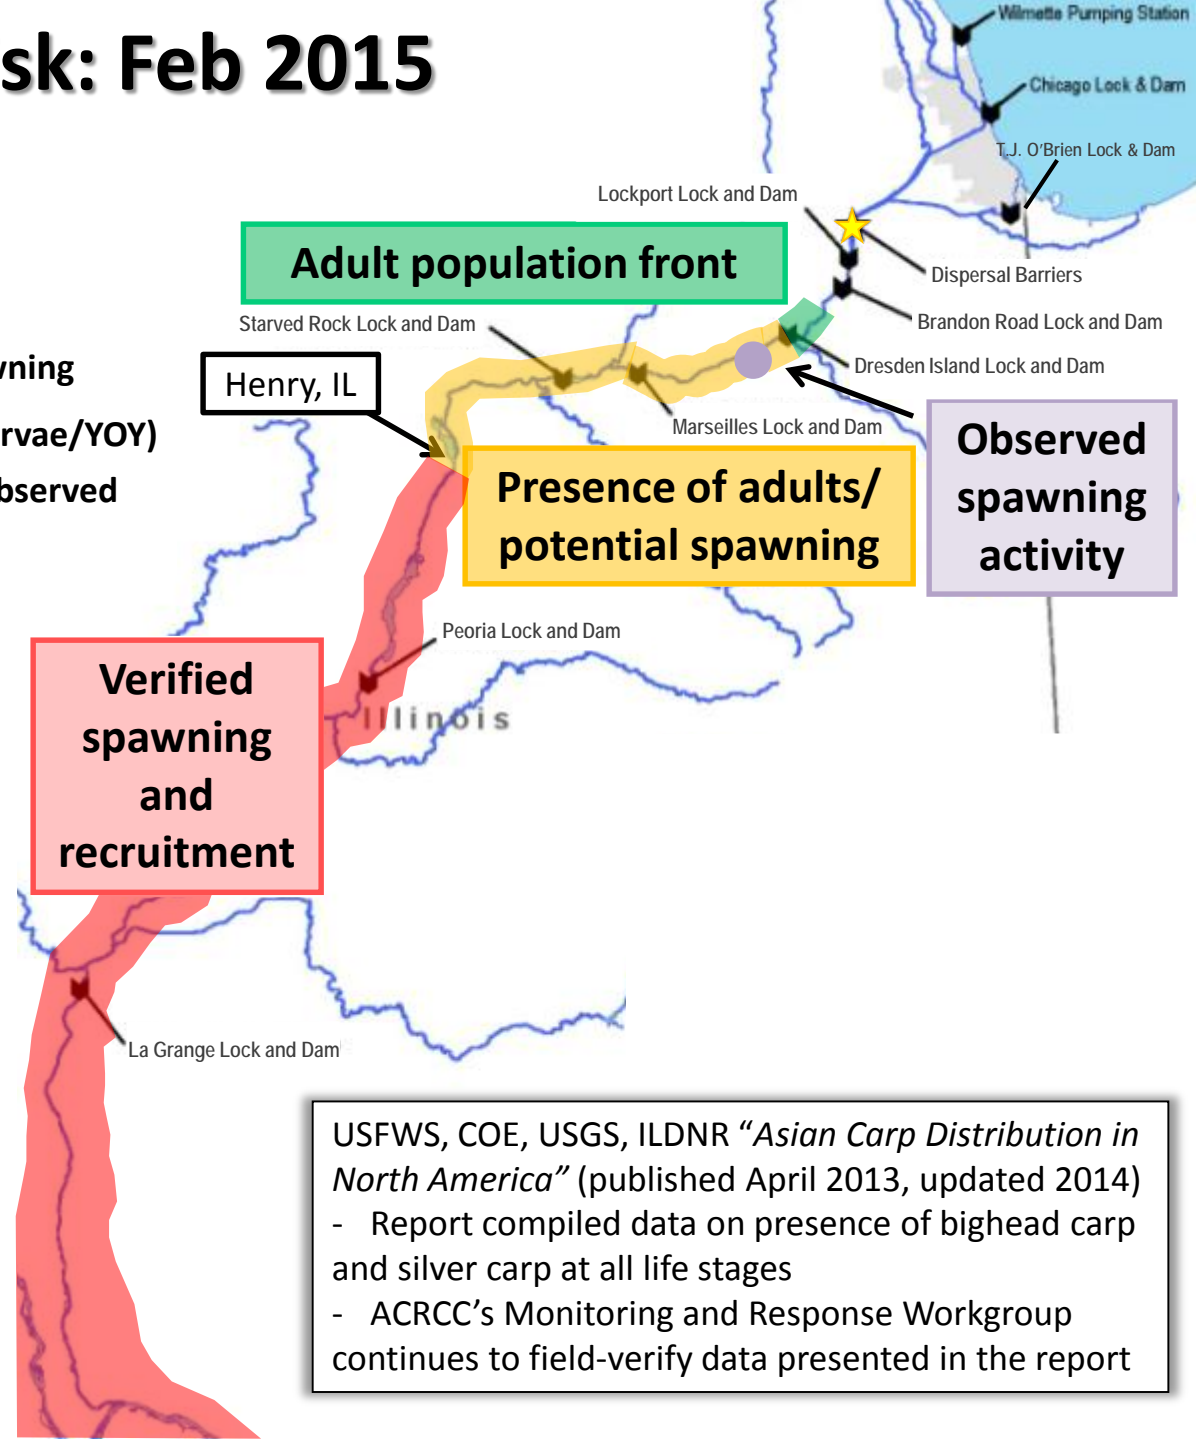 sk: Feb 2015
Wilmette Pumping Station
Chicago Lock & Dam
T.J. O'Brien Lock & Dam
Lockport Lock and Dam
Adult population front
Dispersal Barriers
Starved Rock Lock and Dam
Brandon Road Lock and Dam
wning
Henry, IL
Dresden Island Lock and Dam
rvae/YOY)
Marseilles Lock and Dam
Observed
spawning
activity
bserved
Presence of adults/
potential spawning
Peoria Lock and Dam
Verified
spawning
and
recruitment
Illinois
La Grange Lock and Dam
USFWS, COE, USGS, ILDNR “Asian Carp Distribution in
North America” (published April 2013, updated 2014)
- Report compiled data on presence of bighead carp
and silver carp at all life stages
- ACRCC’s Monitoring and Response Workgroup
continues to field-verify data presented in the report